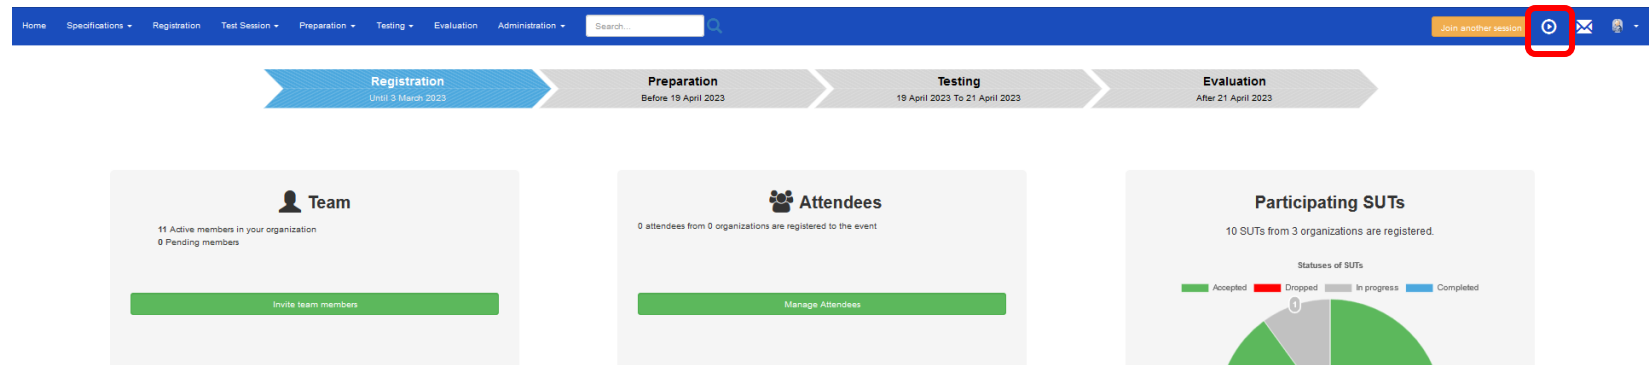 Home Specifications Registration Test Session Preparation Testing Evaluation Administration Search... Join another session
Registration
Until 3 March 2023
Preparation
Before 19 April 2023
Testing
19 April 2023 To 21 April 2023
Evaluation
After 21 April 2023
Team
11 Active members in your organization
0 Pending members
Invite team members
Attendees
0 attendees from 0 organizations are registered to the event
Manage Attendees
Participating SUTs
10 SUTs from 3 organizations are registered.
Statuses of SUTs
Accepted Dropped In progress Completed
1